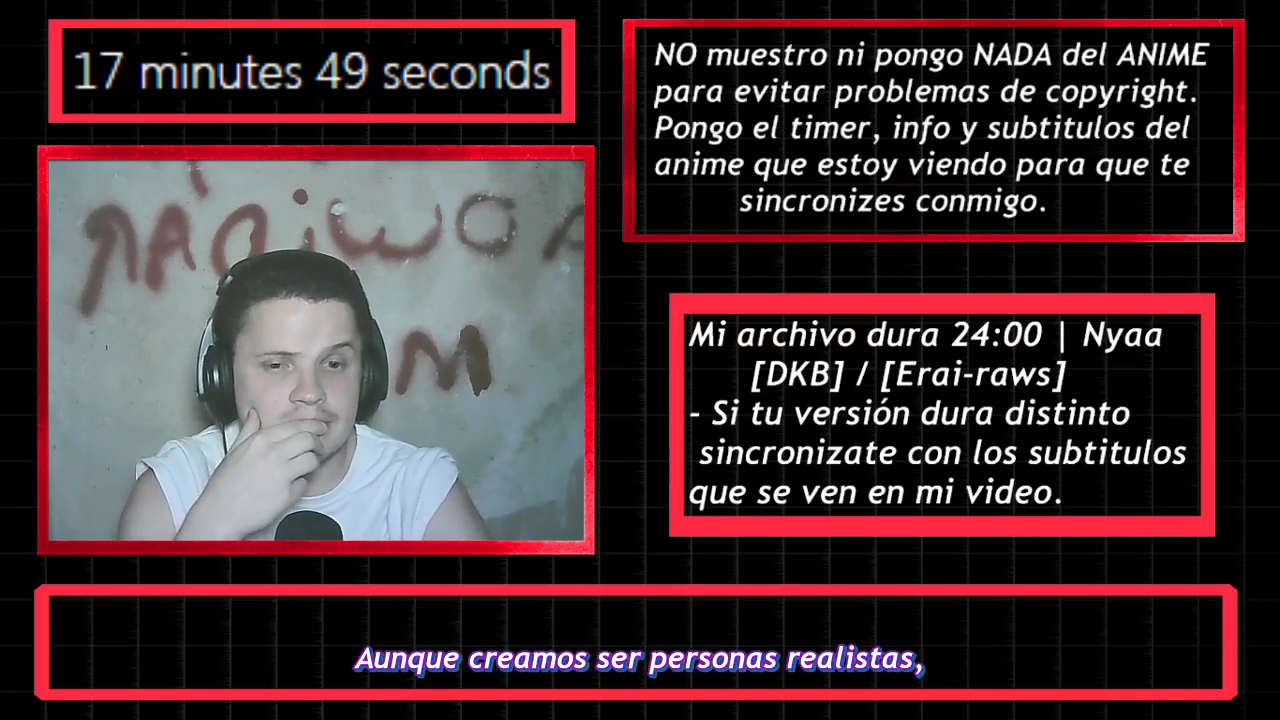 17 minutes 49 seconds
NO muestro ni pongo NADA del ANIME
para evitar problemas de copyright.
Pongo el timer, info y subtitulos del
anime que estoy viendo para que te
sincronizes conmigo.
Mi archivo dura 24:00 | Nyaa
[DKB] / [Erai-raws]
- Si tu versión dura distinto
sincronizate con los subtitulos
que se ven en mi video.
Aunque creamos ser personas realistas,